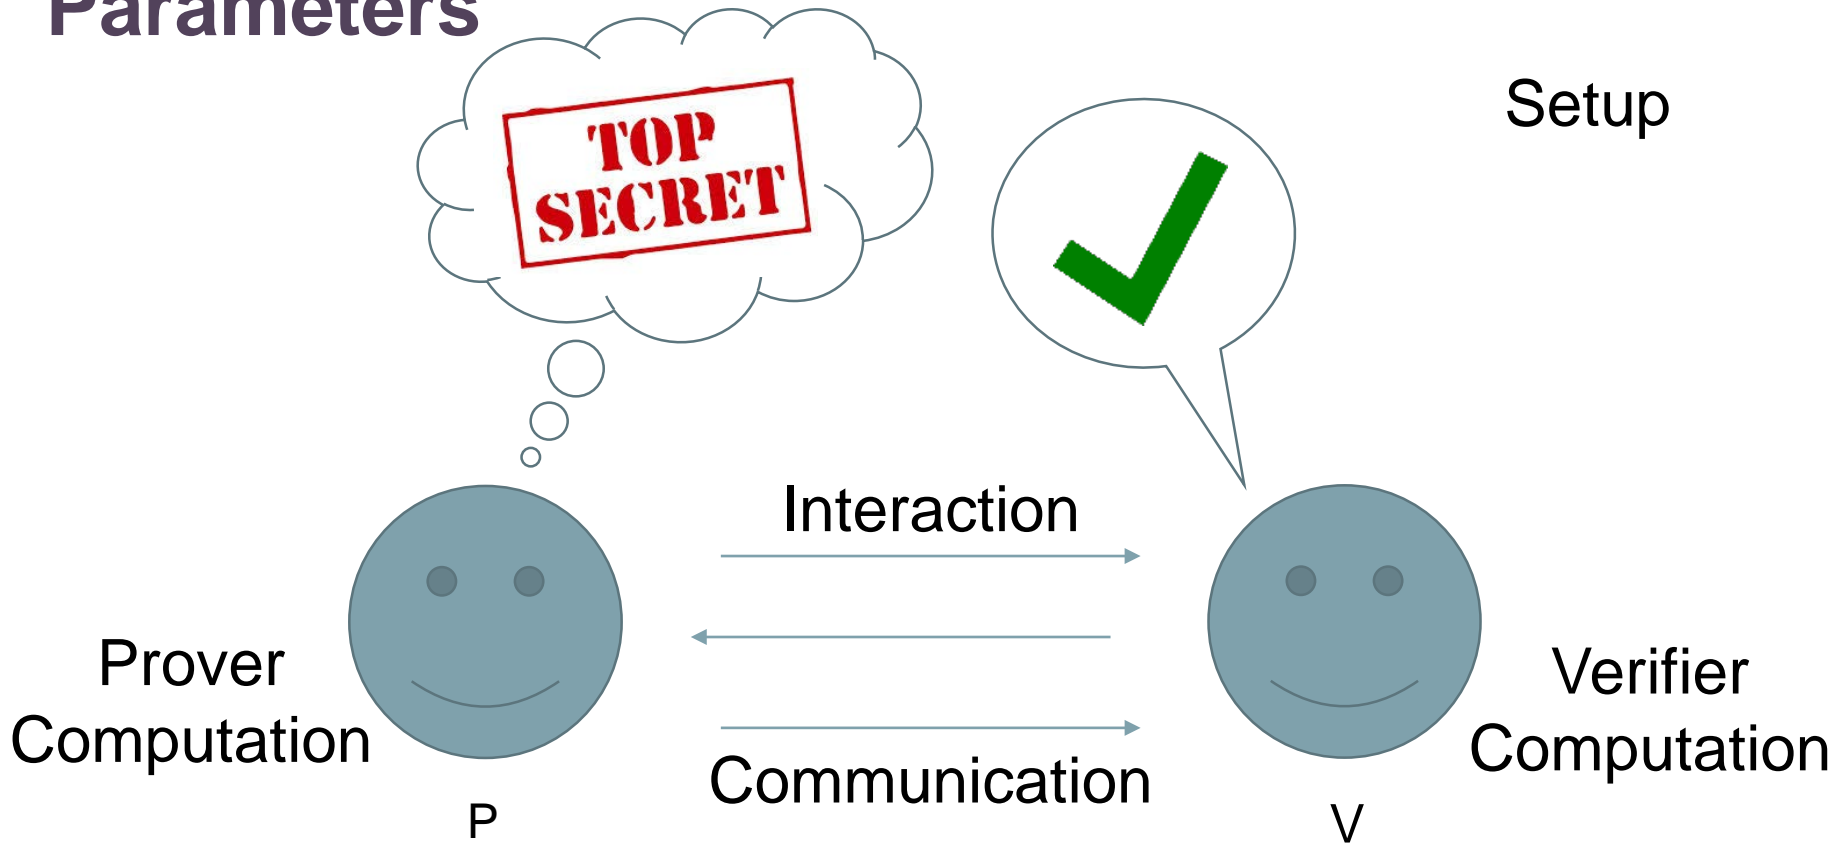 Parameters
Setup
TOP
SECRET
Interaction
Prover
Computation
Verifier
Computation
Communication
P
V